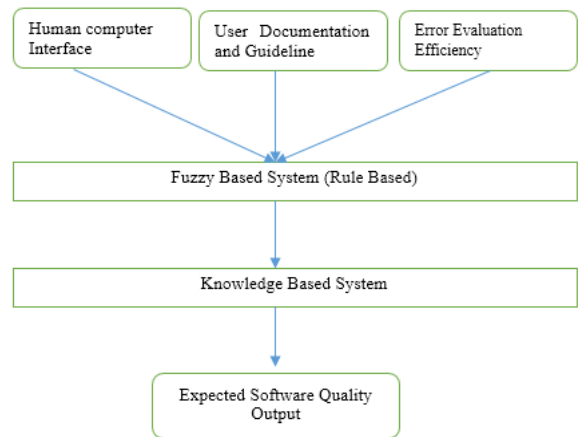 Human computer
Interface
User Documentation
and Guideline
Error Evaluation
Efficiency
Fuzzy Based System (Rule Based)
Knowledge Based System
Expected Software Quality
Output